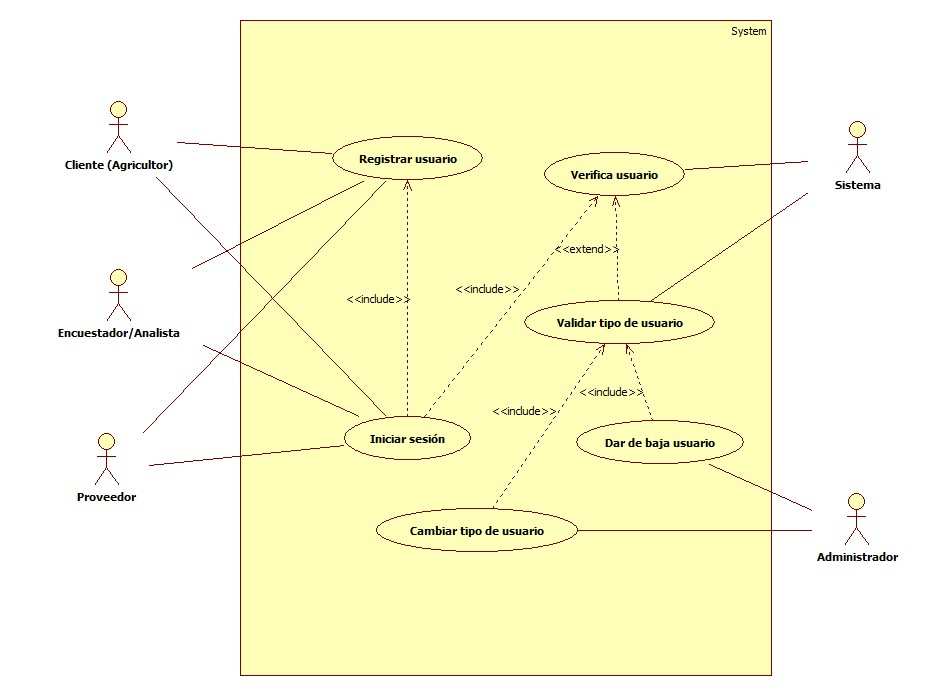 System
Cliente (Agricultor)
Registrar usuario
Verifica usuario
Sistema
<<extend>>
<<include>>
<<include>>
Encuestador/Analista
Validar tipo de usuario
<<include>>
<<include>>
Iniciar sesión
Dar de baja usuario
Proveedor
Cambiar tipo de usuario
Administrador